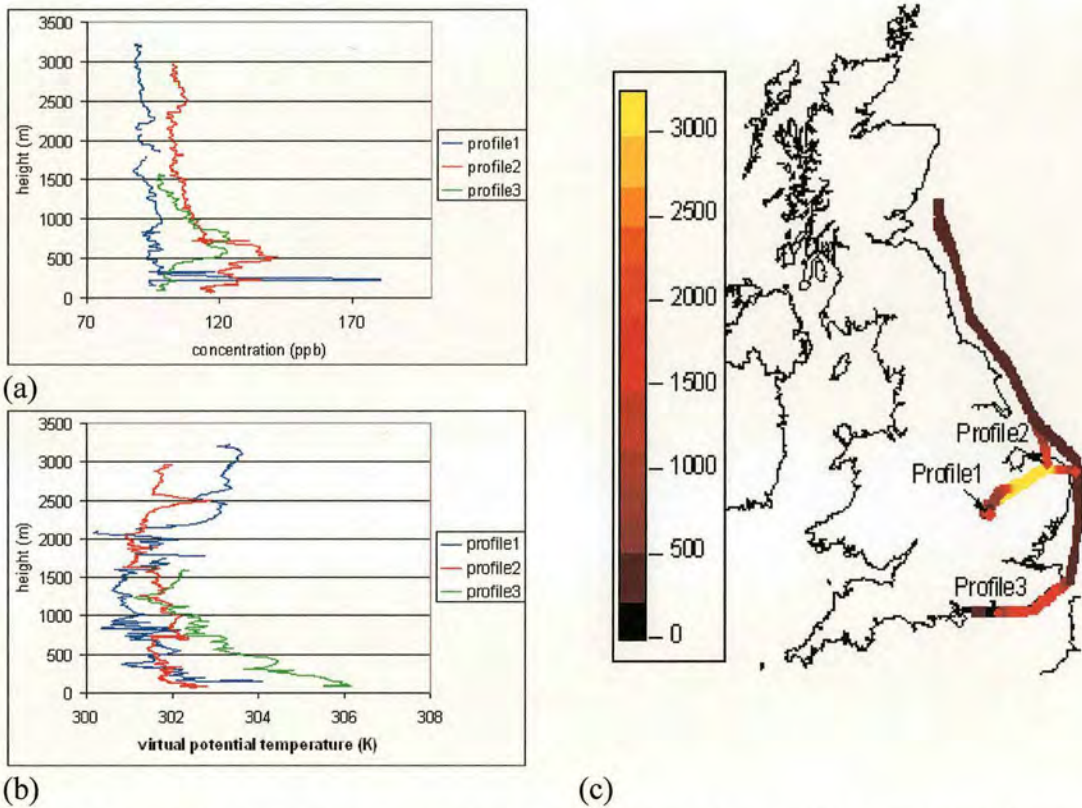 3500
3000
2500
2000
1500
1000
500
0
height (m)
70
120
170
concentration (ppb)
profile1
profile2
profile3
(a)
3500
3000
2500
2000
1500
1000
500
0
height (m)
300
302
304
306
308
virtual potential temperature (K)
profile1
profile2
profile3
(b)
3000
2500
2000
1500
1000
500
0
Profile2
Profile1
Profile3
(c)